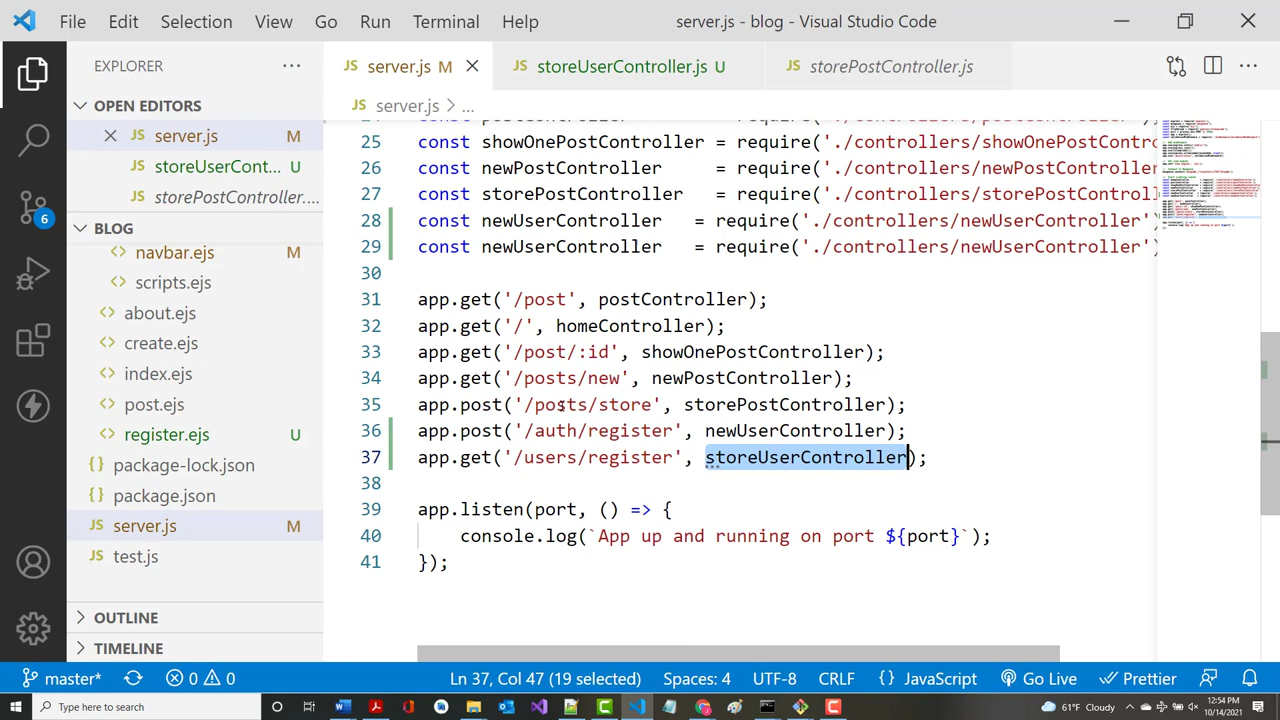 File Edit Selection View Go Run Terminal Help server.js - blog - Visual Studio Code
EXPLORER ···
JS server.js M
JS storeUserController.js U
JS storePostController.js
JS server.js > ...
OPEN EDITORS
JS server.js M
JS storeUserCont... U
JS storePostController....
BLOG
<> navbar.ejs M
<> scripts.ejs
<> about.ejs
<> create.ejs
<> index.ejs
<> post.ejs
<> register.ejs U
package-lock.json
package.json
JS server.js M
JS test.js
OUTLINE
TIMELINE
6
25 const showOnePostController = require('./controllers/showOnePostContro
26 const newPostController = require('./controllers/newPostController')
27 const storePostController = require('./controllers/storePostController
28 const newUserController = require('./controllers/newUserController')
29 const newUserController = require('./controllers/newUserController')
30
31 app.get('/post', postController);
32 app.get('/', homeController);
33 app.get('/post/:id', showOnePostController);
34 app.get('/posts/new', newPostController);
35 app.post('/posts/store', storePostController);
36 app.post('/auth/register', newUserController);
37 app.get('/users/register', storeUserController);
38
39 app.listen(port, () => {
40 console.log(`App up and running on port ${port}`);
41 });
master* 0 0 Ln 37, Col 47 (19 selected) Spaces: 4 UTF-8 CRLF {} JavaScript Go Live Prettier
Type here to search 61°F Cloudy 12:54 PM
10/14/2021